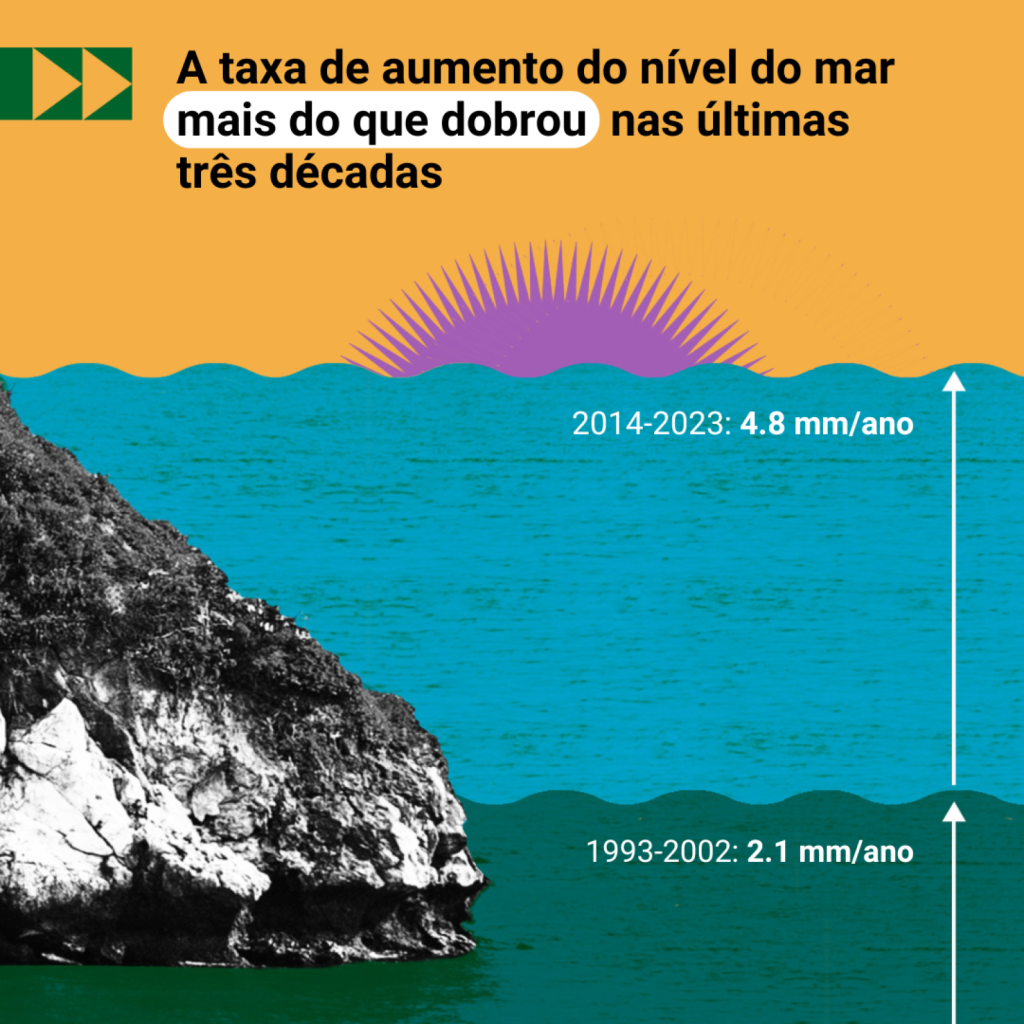 A taxa de aumento do nível do mar
mais do que dobrou nas últimas
três décadas
2014-2023: 4.8 mm/ano
1993-2002: 2.1 mm/ano